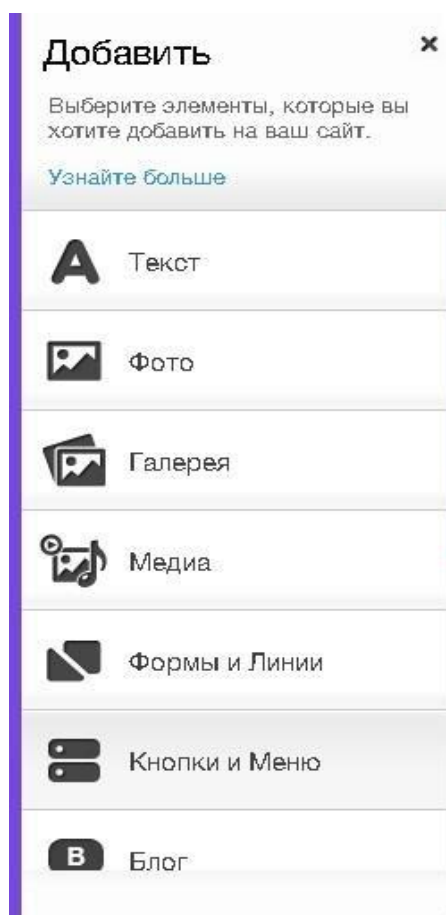 Добавить
Выберите элементы, которые вы
хотите добавить на ваш сайт.
Узнайте больше
Текст
Фото
Галерея
Медиа
Формы и Линии
Кнопки и Меню
B Блог